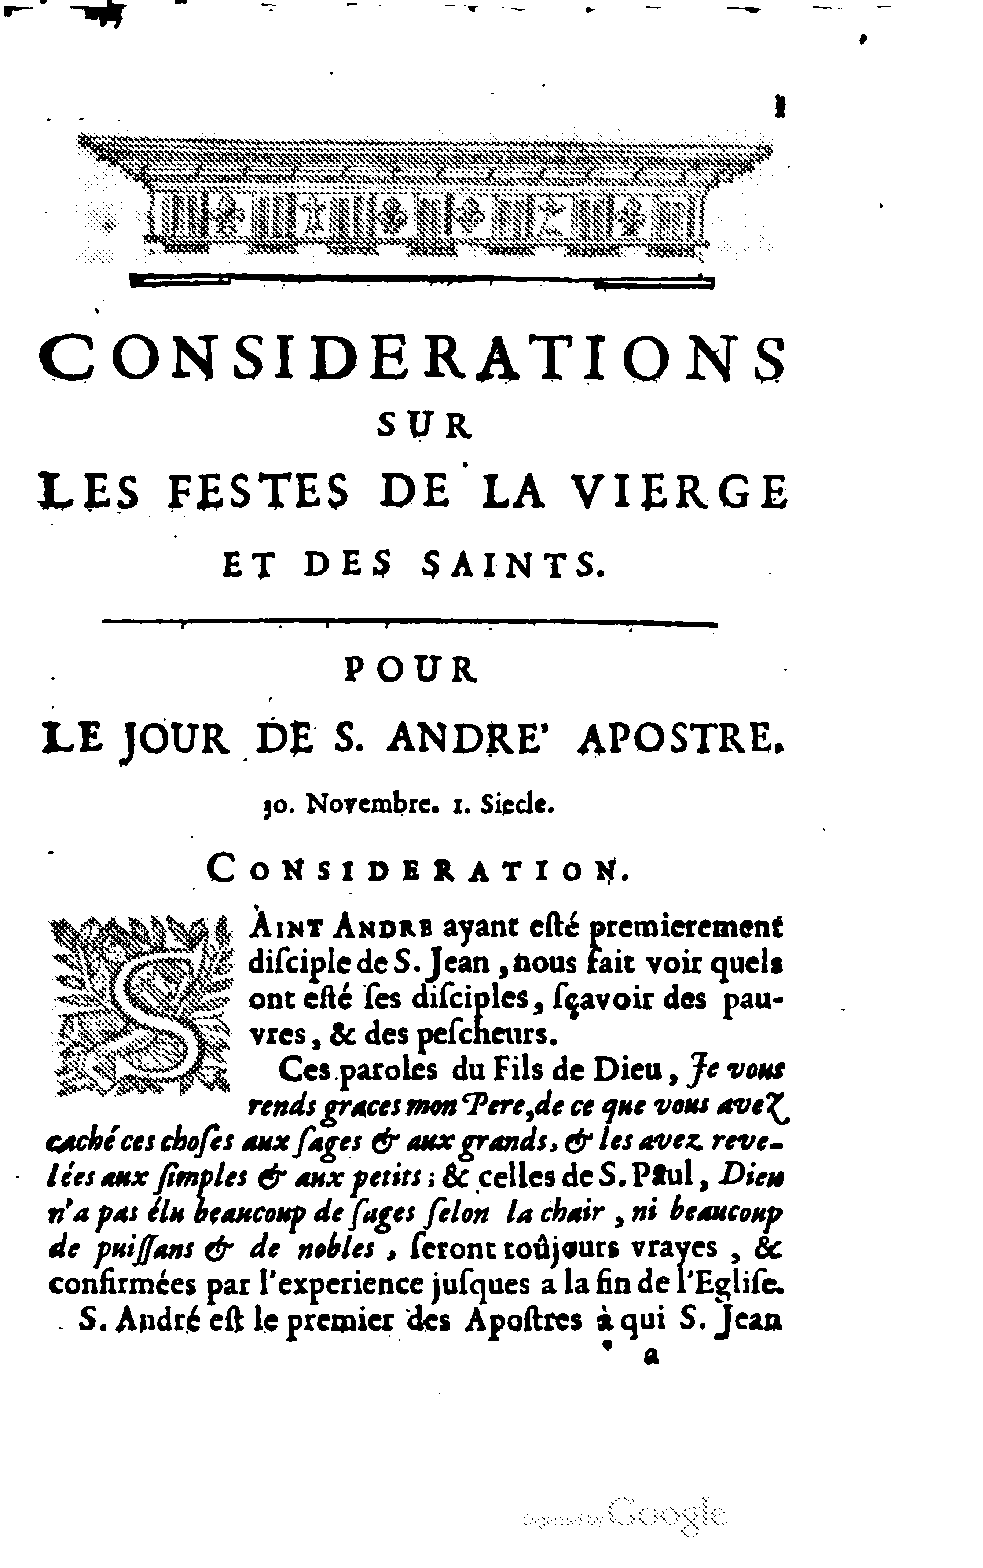 1
CONSIDERATIONS
SUR
LES FESTES DE LA VIERGE
ET DES SAINTS.
POUR
LE JOUR DE S. ANDRE' APOSTRE.
30. Novembre. 1. Siecle.
CONSIDERATION.
SAINT ANDRE ayant esté premierement
diſciple de S. Jean, nous fait voir quels
ont eſté ſes diſciples, ſçavoir des pau-
vres, & des peſcheurs.
Ces paroles du Fils de Dieu, Je vous
rends graces mon Pere, de ce que vous avez
caché ces choſes aux ſages & aux grands, & les avez reve-
lées aux ſimples & aux petits; & celles de S. Paul, Dieu
n'a pas élu beaucoup de ſages ſelon la chair, ni beaucoup
de puiſſans & de nobles, ſeront toûjours vrayes, &
confirmées par l'experience juſques a la fin de l'Egliſe.
S. André eſt le premier des Apoſtres à qui S. Jean
a
Digitized by Google